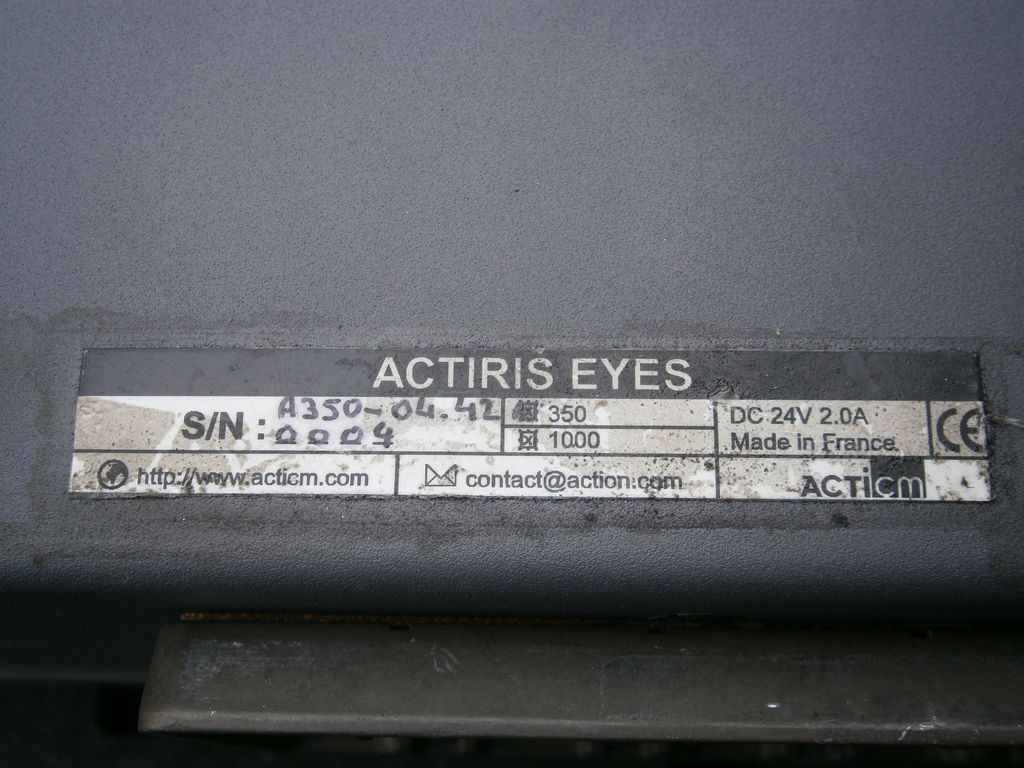 ACTIRIS EYES
S/N : A350-04.42
0004
350
1000
DC 24V 2.0A
Made in France
CE
http://www.acticm.com
contact@action.com
ACTicm